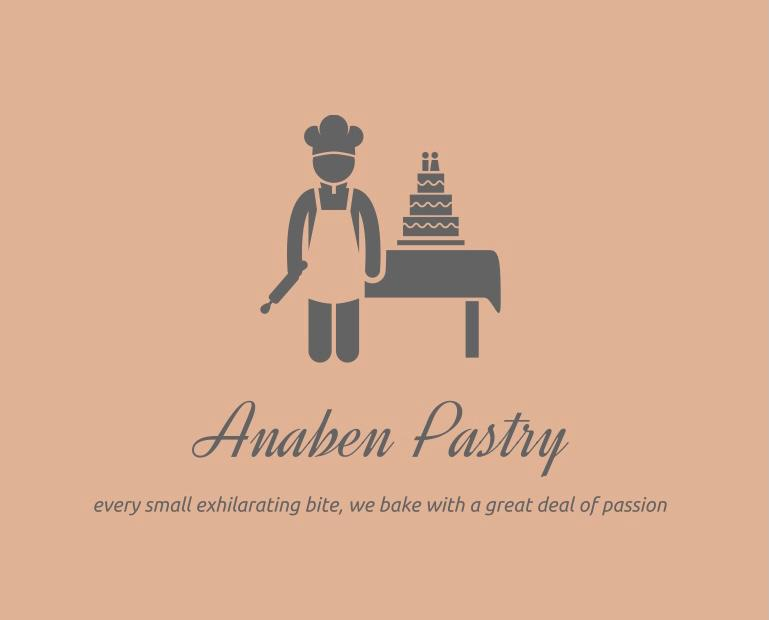 Anaben Pastry
every small exhilarating bite, we bake with a great deal of passion